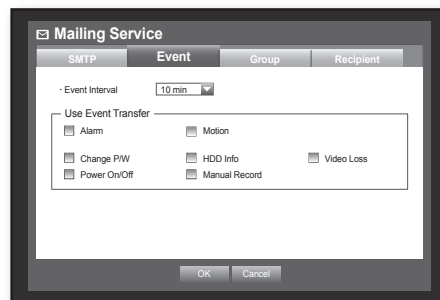 Mailing Service
SMTP Event Group Recipient
· Event Interval 10 min
Use Event Transfer
Alarm Motion
Change P/W HDD Info Video Loss
Power On/Off Manual Record
OK Cancel